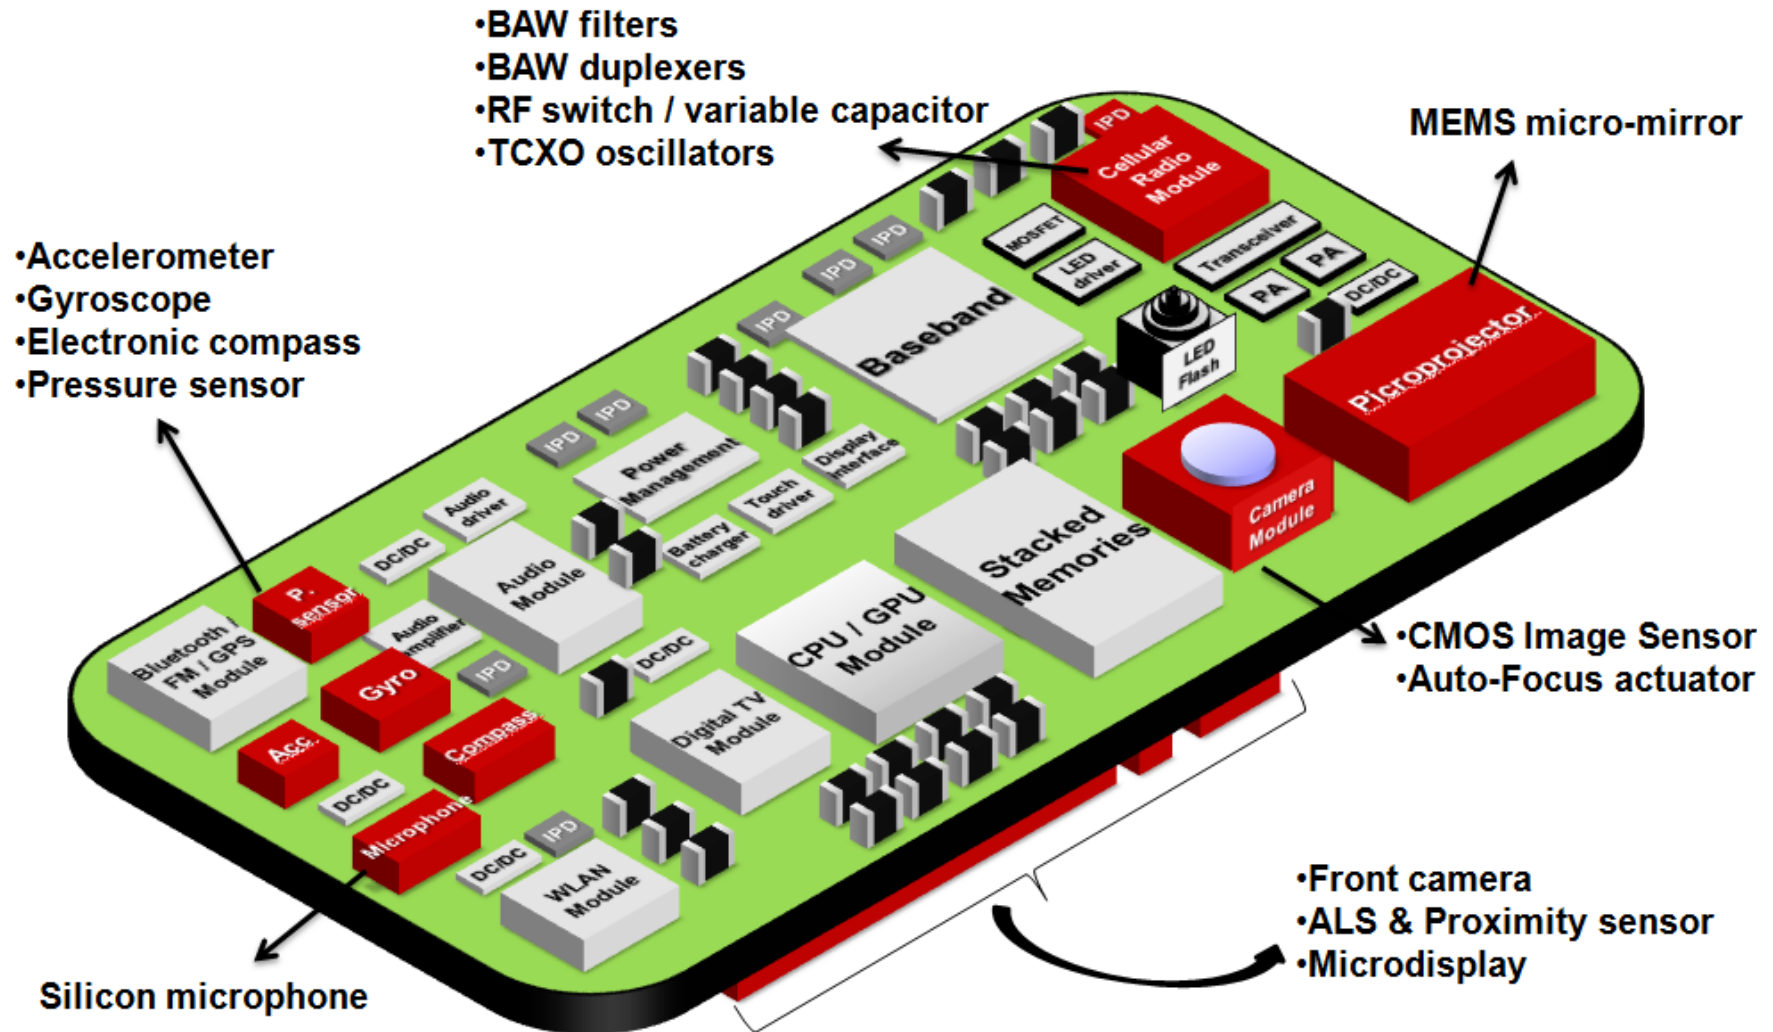 •BAW filters
•BAW duplexers
•RF switch / variable capacitor
•TCXO oscillators
MEMS micro-mirror
•Accelerometer
•Gyroscope
•Electronic compass
•Pressure sensor
IPD
Cellular
Radio
Module
MOSFET
LED
driver
Transceiver
PA
PA
DC/DC
IPD
IPD
IPD
Baseband
LED
Flash
Picroprojector
IPD
IPD
Power
Management
Display
interface
Touch
driver
Battery
charger
Camera
Module
Stacked
Memories
Audio
driver
DC/DC
Audio
Module
P.
sensor
Audio
amplifier
Bluetooth /
FM / GPS
Module
Gyro
IPD
DC/DC
CPU / GPU
Module
Digital TV
Module
Acc.
Compass
DC/DC
Microphone
IPD
DC/DC
WLAN
Module
•CMOS Image Sensor
•Auto-Focus actuator
•Front camera
•ALS & Proximity sensor
•Microdisplay
Silicon microphone